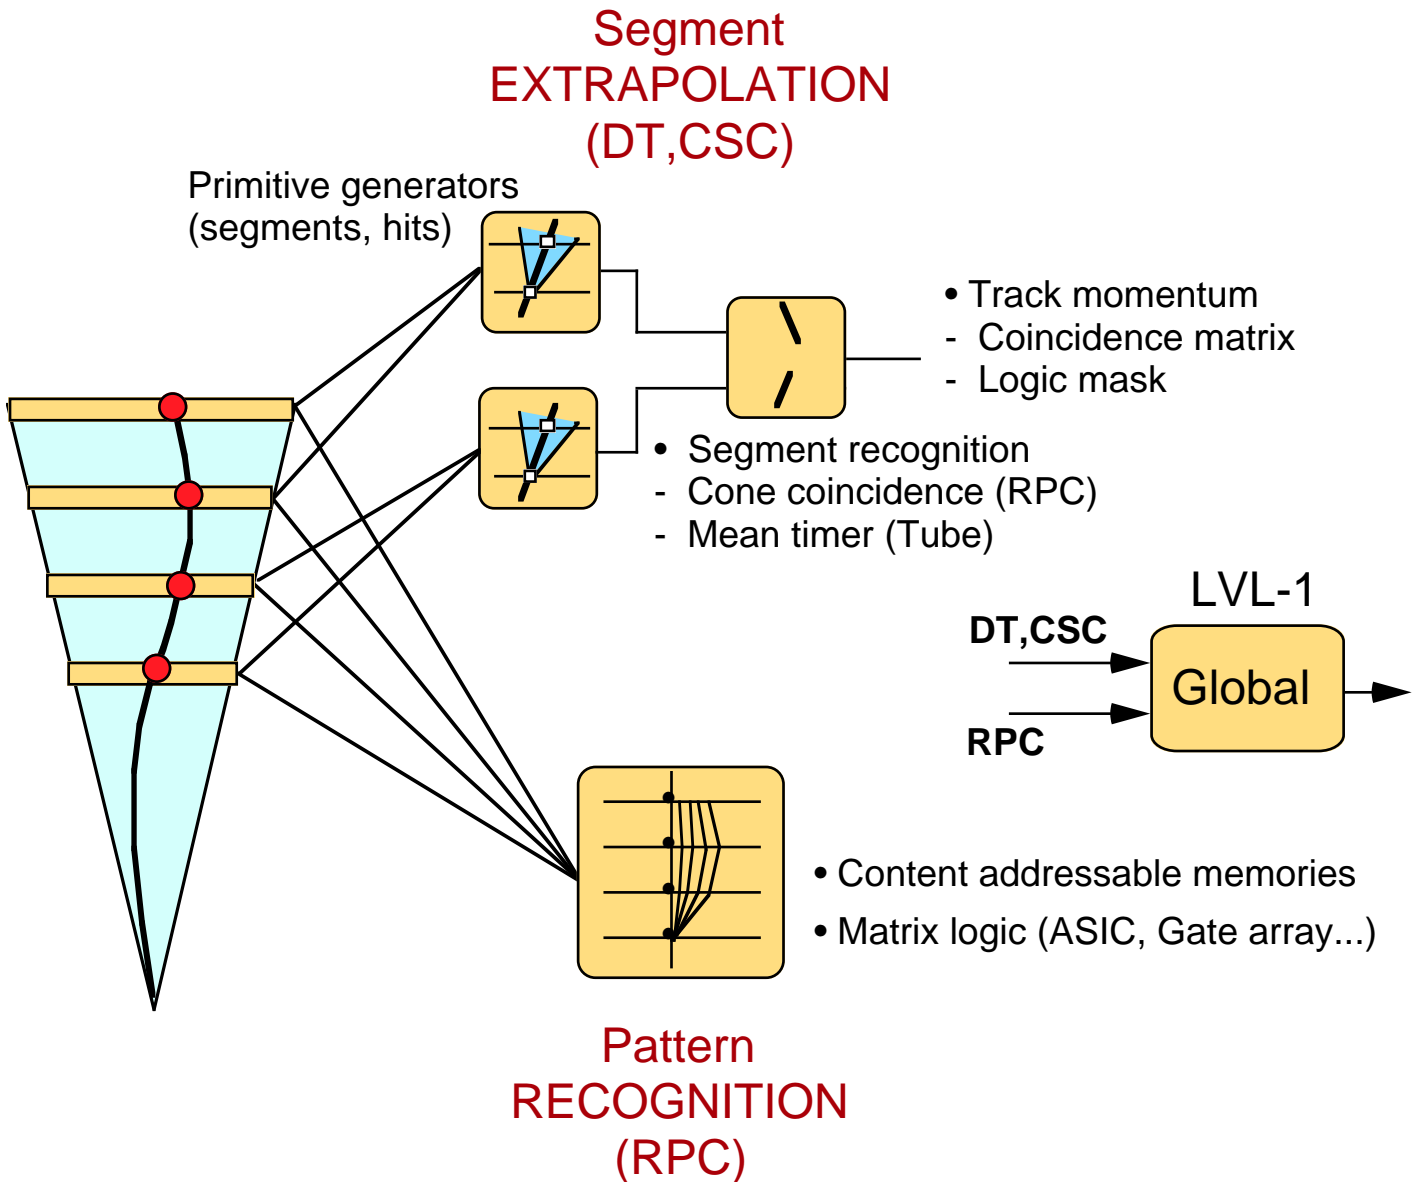 Segment
EXTRAPOLATION
(DT,CSC)
Primitive generators
(segments, hits)
• Track momentum
- Coincidence matrix
- Logic mask
• Segment recognition
- Cone coincidence (RPC)
- Mean timer (Tube)
LVL-1
DT,CSC
Global
RPC
• Content addressable memories
• Matrix logic (ASIC, Gate array...)
Pattern
RECOGNITION
(RPC)